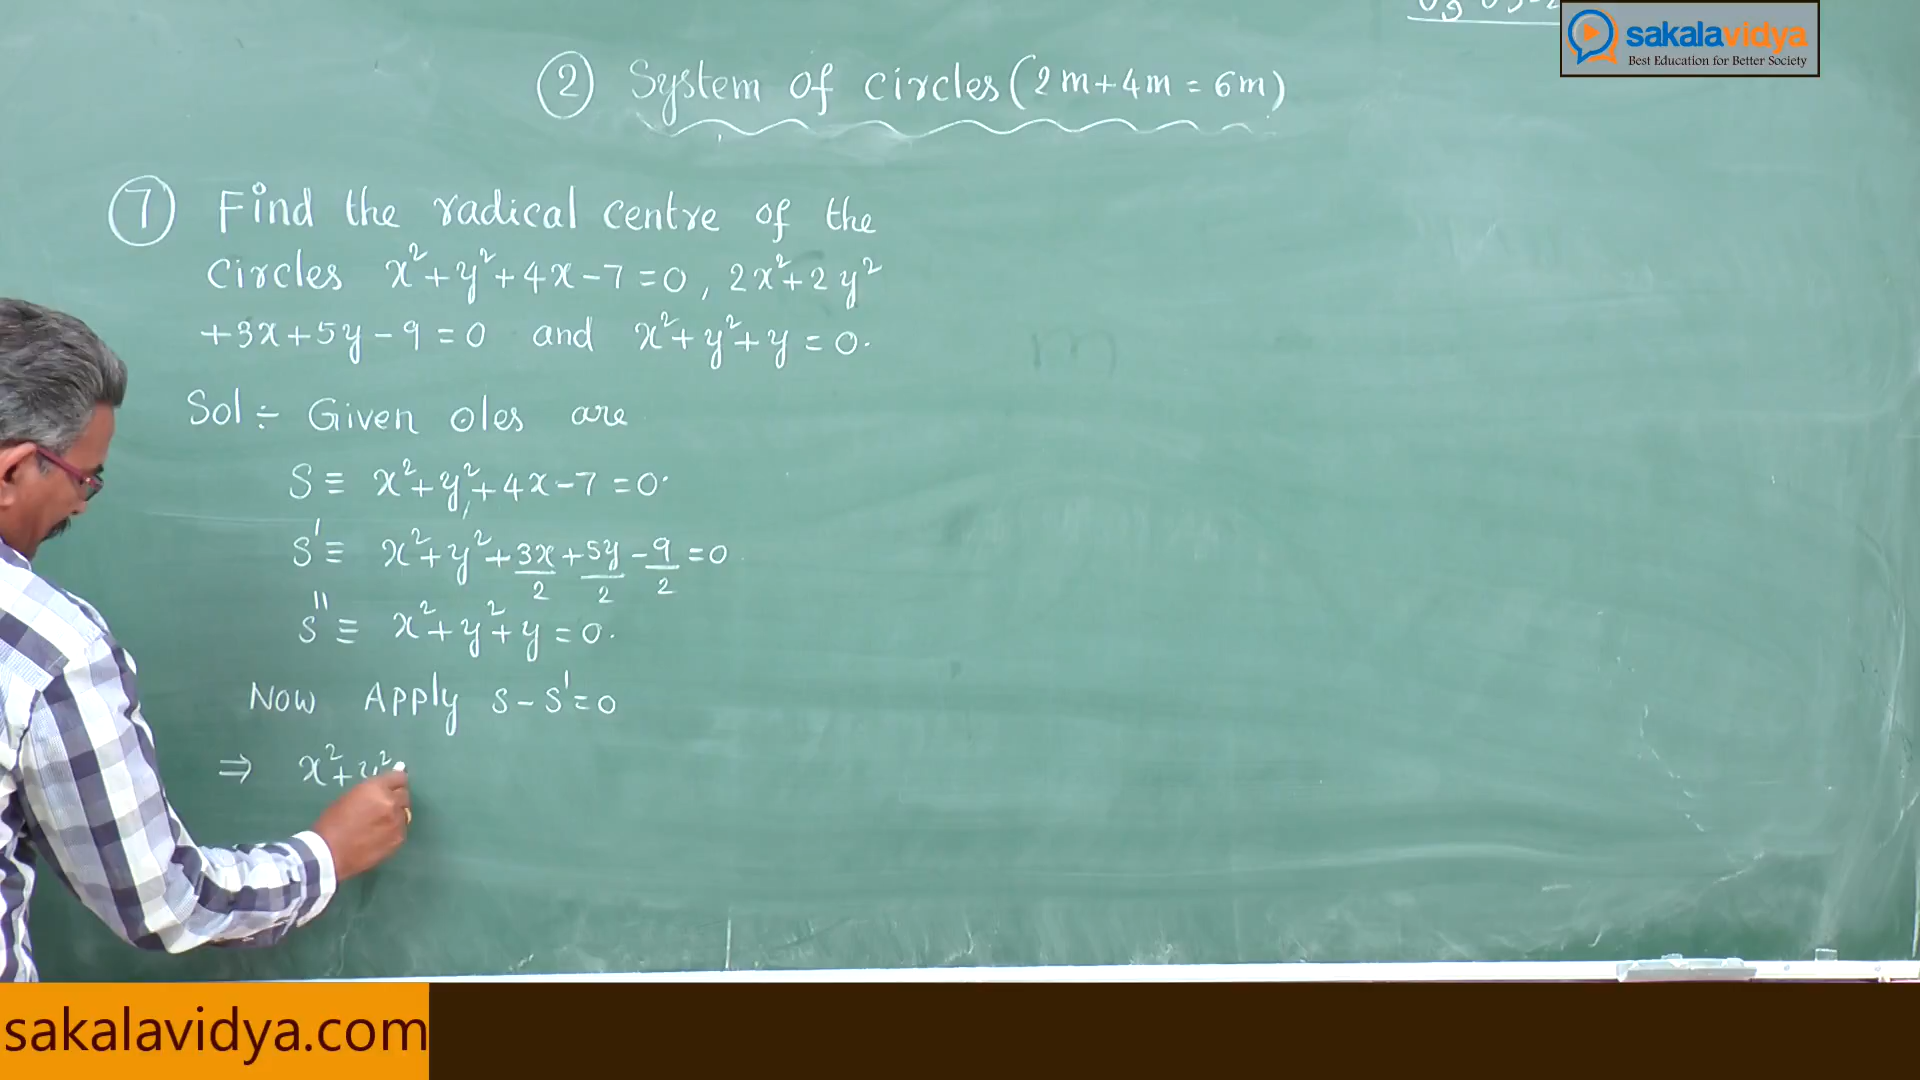 sakalavidya
Best Education for Better Society
② System of circles (2m+4m = 6m)
⑦ Find the radical centre of the
circles x²+y²+4x-7=0, 2x²+2y²
+3x+5y-9=0 and x²+y²+y=0.
Sol÷ Given ⊙les are
S≡ x²+y²+4x-7=0.
S'≡ x²+y²+3x/2+5y/2-9/2=0
S''≡ x²+y²+y=0.
Now Apply S-S'=0
⇒ x²+y²
sakalavidya.com